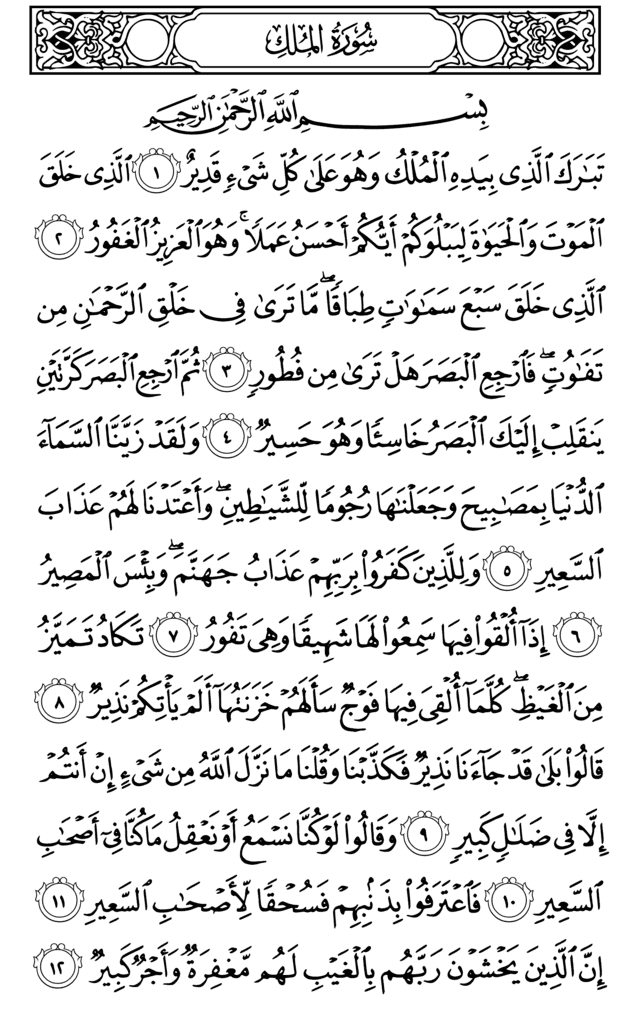 سُورَةُ المُلكِ
بِسْمِ اللَّهِ الرَّحْمَٰنِ الرَّحِيمِ
تَبَٰرَكَ ٱلَّذِى بِيَدِهِ ٱلْمُلْكُ وَهُوَ عَلَىٰ كُلِّ شَىْءٍ قَدِيرٌ ١ ٱلَّذِى خَلَقَ
ٱلْمَوْتَ وَٱلْحَيَوٰةَ لِيَبْلُوَكُمْ أَيُّكُمْ أَحْسَنُ عَمَلًا ۚ وَهُوَ ٱلْعَزِيزُ ٱلْغَفُورُ ٢
ٱلَّذِى خَلَقَ سَبْعَ سَمَٰوَٰتٍ طِبَاقًا ۖ مَّا تَرَىٰ فِى خَلْقِ ٱلرَّحْمَٰنِ مِن
تَفَٰوُتٍ ۖ فَٱرْجِعِ ٱلْبَصَرَ هَلْ تَرَىٰ مِن فُطُورٍ ٣ ثُمَّ ٱرْجِعِ ٱلْبَصَرَ كَرَّتَيْنِ
يَنقَلِبْ إِلَيْكَ ٱلْبَصَرُ خَاسِئًا وَهُوَ حَسِيرٌ ٤ وَلَقَدْ زَيَّنَّا ٱلسَّمَآءَ
ٱلدُّنْيَا بِمَصَٰبِيحَ وَجَعَلْنَٰهَا رُجُومًا لِّلشَّيَٰطِينِ ۖ وَأَعْتَدْنَا لَهُمْ عَذَابَ
ٱلسَّعِيرِ ٥ وَلِلَّذِينَ كَفَرُوا۟ بِرَبِّهِمْ عَذَابُ جَهَنَّمَ ۖ وَبِئْسَ ٱلْمَصِيرُ
٦ إِذَآ أُلْقُوا۟ فِيهَا سَمِعُوا۟ لَهَا شَهِيقًا وَهِىَ تَفُورُ ٧ تَكَادُ تَمَيَّزُ
مِنَ ٱلْغَيْظِ ۖ كُلَّمَآ أُلْقِىَ فِيهَا فَوْجٌ سَأَلَهُمْ خَزَنَتُهَآ أَلَمْ يَأْتِكُمْ نَذِيرٌ ٨
قَالُوا۟ بَلَىٰ قَدْ جَآءَنَا نَذِيرٌ فَكَذَّبْنَا وَقُلْنَا مَا نَزَّلَ ٱللَّهُ مِن شَىْءٍ إِنْ أَنتُمْ
إِلَّا فِى ضَلَٰلٍ كَبِيرٍ ٩ وَقَالُوا۟ لَوْ كُنَّا نَسْمَعُ أَوْ نَعْقِلُ مَا كُنَّا فِىٓ أَصْحَٰبِ
ٱلسَّعِيرِ ١٠ فَٱعْتَرَفُوا۟ بِذَنۢبِهِمْ فَسُحْقًا لِّأَصْحَٰبِ ٱلسَّعِيرِ ١١
إِنَّ ٱلَّذِينَ يَخْشَوْنَ رَبَّهُم بِٱلْغَيْبِ لَهُم مَّغْفِرَةٌ وَأَجْرٌ كَبِيرٌ ١٢